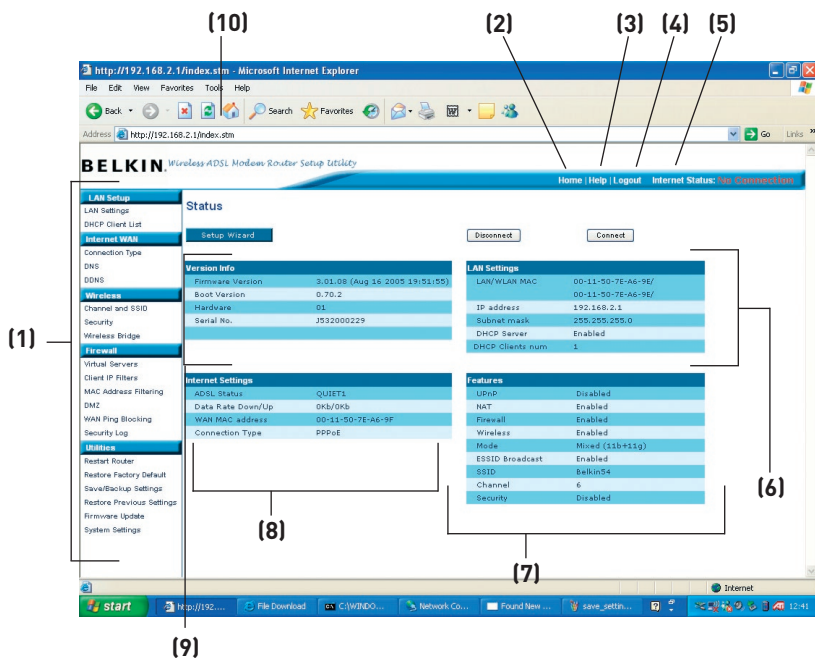 (10)
(2)
(3)
(4)
(5)
http://192.168.2.1/index.stm - Microsoft Internet Explorer
File Edit View Favorites Tools Help
Back
Search
Favorites
Address http://192.168.2.1/index.stm
Go Links »
BELKIN. Wireless ADSL Modem Router Setup Utility
Home | Help | Logout Internet Status: No Connection
(1)
LAN Setup
LAN Settings
DHCP Client List
Internet WAN
Connection Type
DNS
DDNS
Wireless
Channel and SSID
Security
Wireless Bridge
Firewall
Virtual Servers
Client IP Filters
MAC Address Filtering
DMZ
WAN Ping Blocking
Security Log
Utilities
Restart Router
Restore Factory Default
Save/Backup Settings
Restore Previous Settings
Firmware Update
System Settings
Status
Setup Wizard
Disconnect
Connect
Version Info
Firmware Version 3.01.08 (Aug 16 2005 19:51:55)
Boot Version 0.70.2
Hardware 01
Serial No. J532000229
LAN Settings
LAN/WLAN MAC 00-11-50-7E-A6-9E/
00-11-50-7E-A6-9E/
IP address 192.168.2.1
Subnet mask 255.255.255.0
DHCP Server Enabled
DHCP Clients num 1
(6)
Internet Settings
ADSL Status QUIET1
Data Rate Down/Up 0Kb/0Kb
WAN MAC address 00-11-50-7E-A6-9F
Connection Type PPPoE
(8)
Features
UPnP Disabled
NAT Enabled
Firewall Enabled
Wireless Enabled
Mode Mixed (11b+11g)
ESSID Broadcast Enabled
SSID Belkin54
Channel 6
Security Disabled
(7)
Internet
start
http://192....
File Download
C:\WINDO...
Network Co...
Found New ...
save_settin...
12:41
(9)